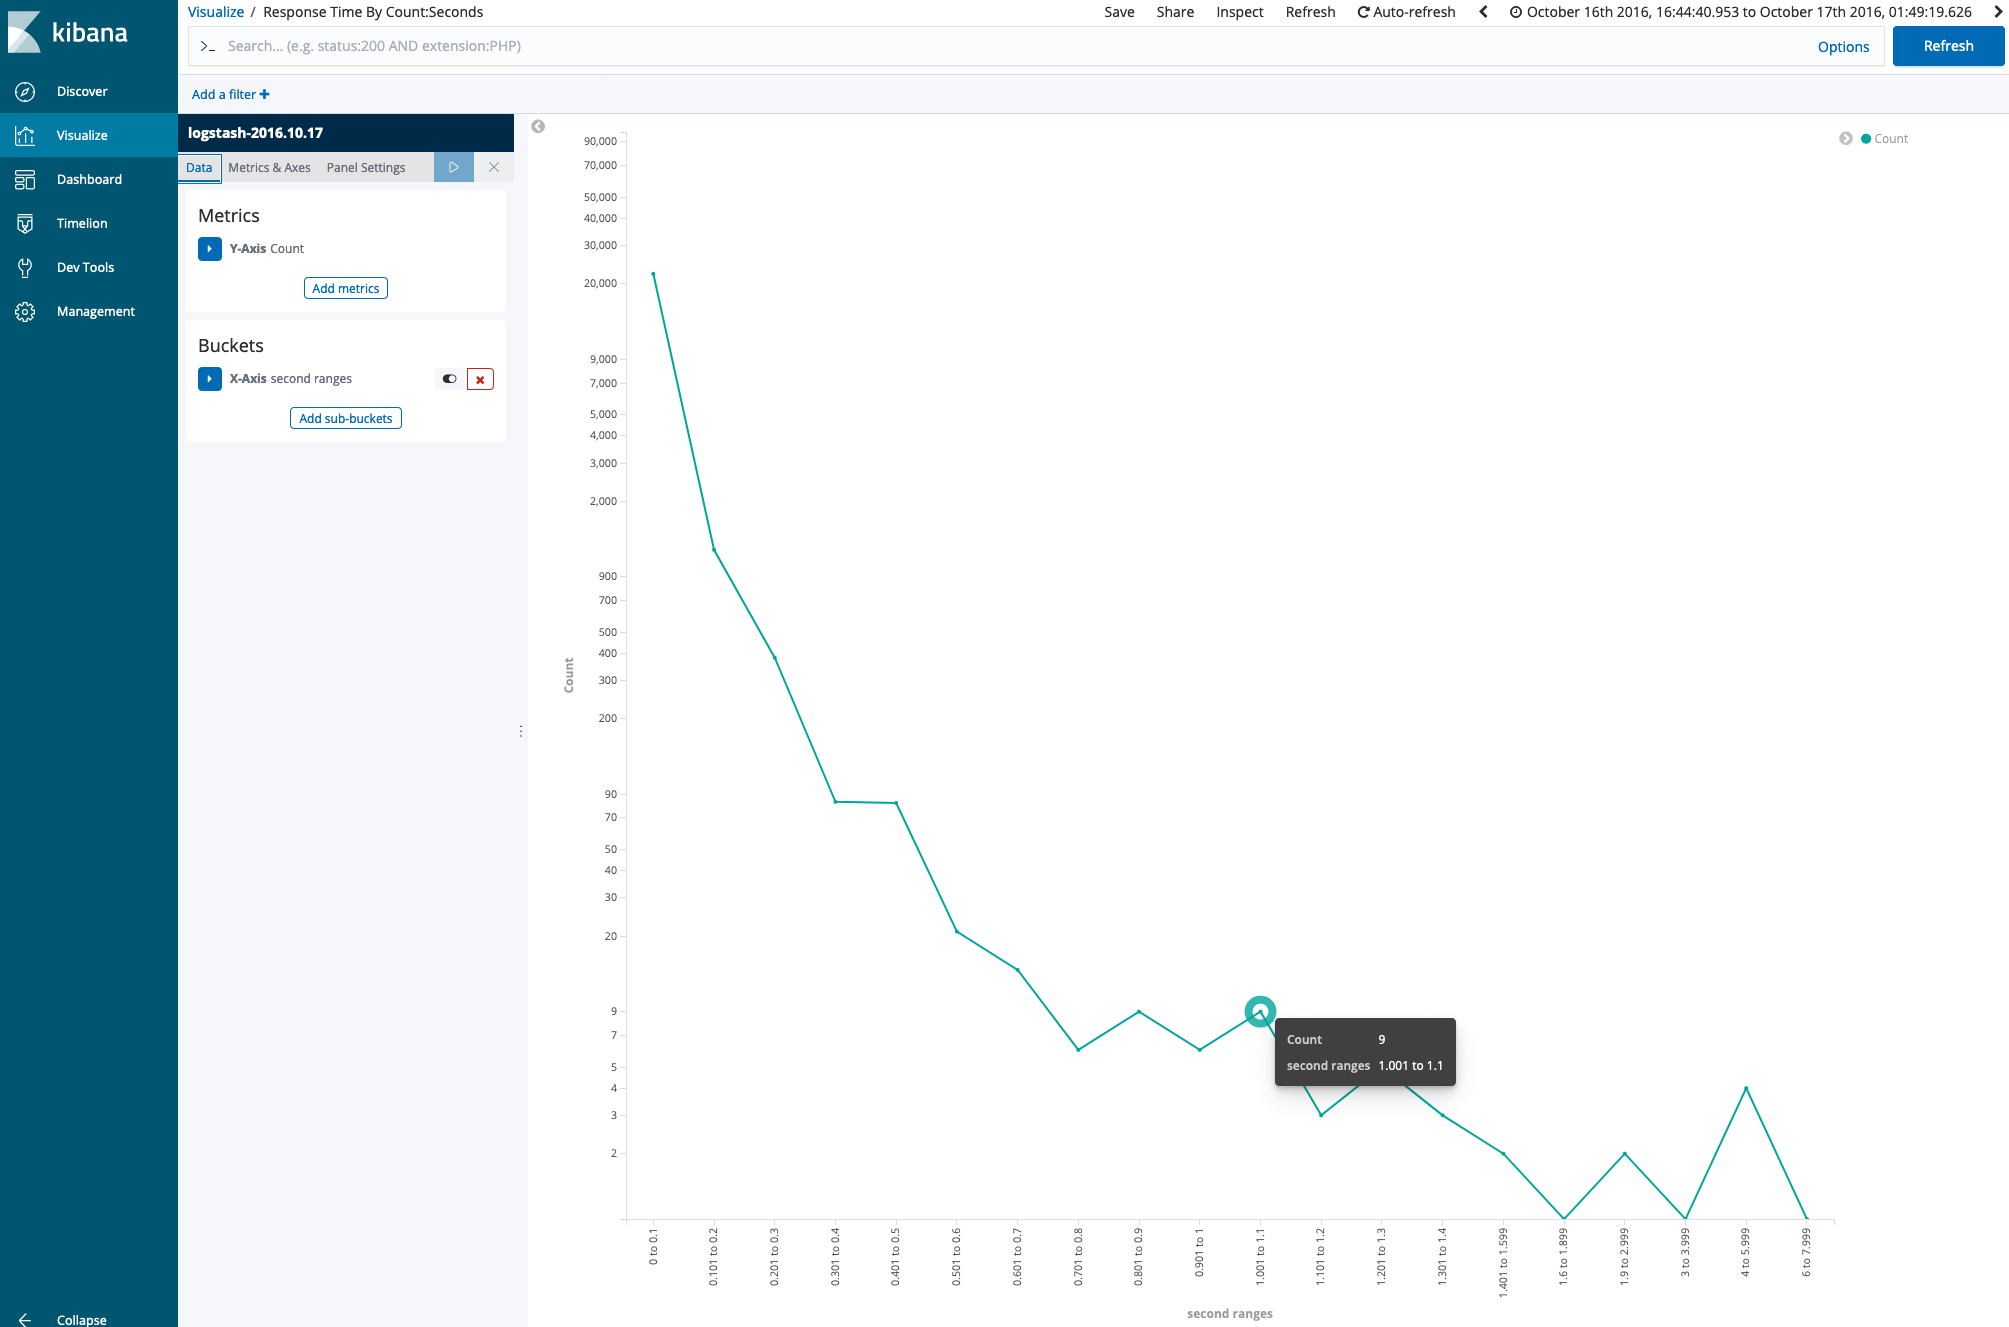 kibana
Discover
Visualize
Dashboard
Timelion
Dev Tools
Management
Collapse
Visualize / Response Time By Count:Seconds
Save Share Inspect Refresh Auto-refresh October 16th 2016, 16:44:40.953 to October 17th 2016, 01:49:19.626
>_ Search... (e.g. status:200 AND extension:PHP) Options Refresh
Add a filter +
logstash-2016.10.17
Data Metrics & Axes Panel Settings
Metrics
Y-Axis Count
Add metrics
Buckets
X-Axis second ranges
Add sub-buckets
Count
90,000
70,000
50,000
40,000
30,000
20,000
9,000
7,000
5,000
4,000
3,000
2,000
900
700
500
400
300
200
90
70
50
40
30
20
9
7
5
4
3
2
Count
Count 9
second ranges 1.001 to 1.1
0 to 0.1
0.101 to 0.2
0.201 to 0.3
0.301 to 0.4
0.401 to 0.5
0.501 to 0.6
0.601 to 0.7
0.701 to 0.8
0.801 to 0.9
0.901 to 1
1.001 to 1.1
1.101 to 1.2
1.201 to 1.3
1.301 to 1.4
1.401 to 1.599
1.6 to 1.899
1.9 to 2.999
3 to 3.999
4 to 5.999
6 to 7.999
second ranges